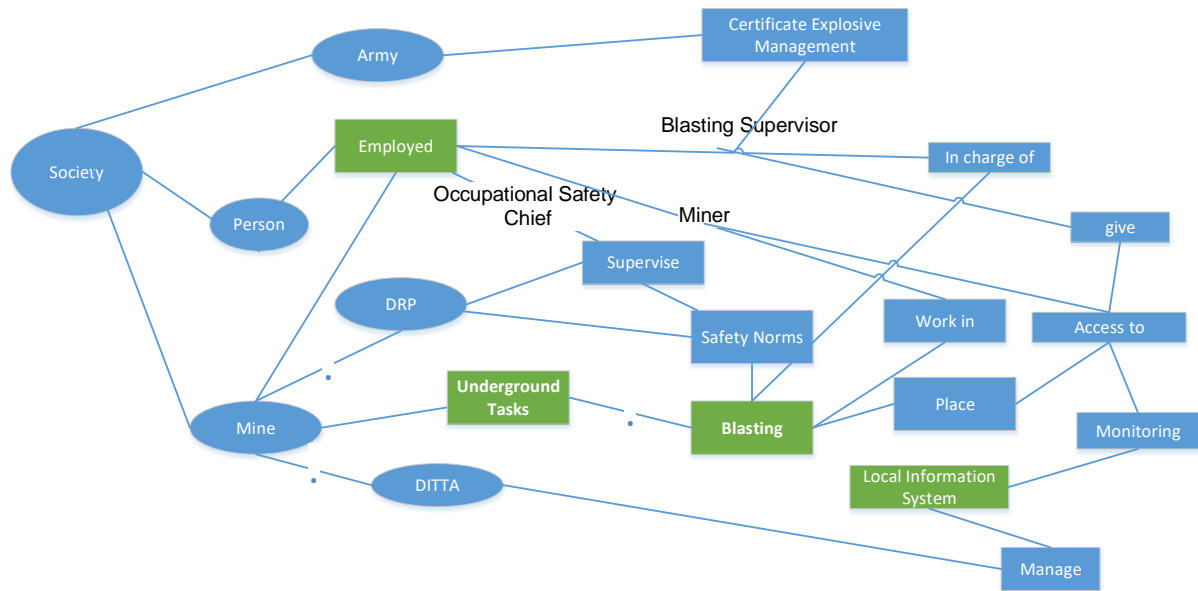 Certificate Explosive
Management
Army
Blasting Supervisor
Employed
In charge of
Society
Occupational Safety
Chief
Miner
Person
give
Supervise
DRP
Work in
Access to
Safety Norms
Underground
Tasks
Place
Mine
Blasting
Monitoring
DITTA
Local Information
System
Manage